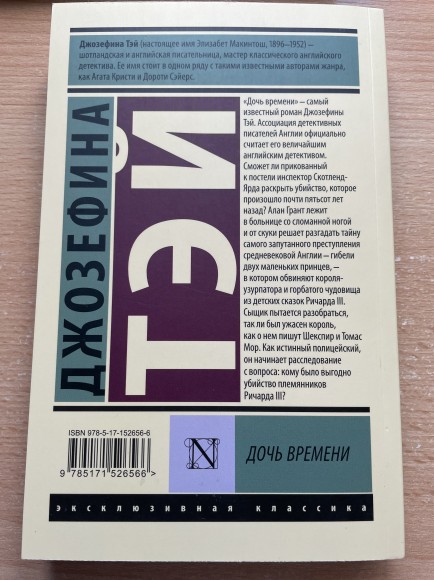 Джозефина Тэй (настоящее имя Элизабет Макинтош, 1896–1952) –
шотландская и английская писательница, мастер классического английского
детектива. Ее имя стоит в одном ряду с такими известными авторами жанра,
как Агата Кристи и Дороти Сэйерс.
ДЖОЗЕФИНА
ТЭЙ
«Дочь времени» – самый
известный роман Джозефины
Тэй. Ассоциация детективных
писателей Англии официально
считает его величайшим
английским детективом.
Сможет ли прикованный
к постели инспектор Скотленд-
Ярда раскрыть убийство, которое
произошло почти пятьсот лет
назад? Алан Грант лежит
в больнице со сломанной ногой
и от скуки решает разгадать тайну
самого запутанного преступления
средневековой Англии – гибели
двух маленьких принцев, –
в котором обвиняют короля-
узурпатора и горбатого чудовища
из детских сказок Ричарда III.
Сыщик пытается разобраться,
так ли был ужасен король,
как о нем пишут Шекспир и Томас
Мор. Как истинный полицейский,
он начинает расследование
с вопроса: кому было выгодно
убийство племянников
Ричарда III?
ISBN 978-5-17-152656-6
9 785171 526566 >
N
ДОЧЬ ВРЕМЕНИ
эксклюзивная классика